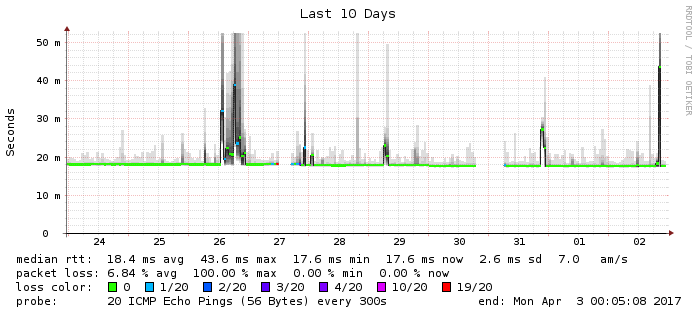 Last 10 Days
RRDTOOL / TOBI OETIKER
Seconds
50 m
40 m
30 m
20 m
10 m
0
24 25 26 27 28 29 30 31 01 02
median rtt: 18.4 ms avg 43.6 ms max 17.6 ms min 17.6 ms now 2.6 ms sd 7.0 am/s
packet loss: 6.84 % avg 100.00 % max 0.00 % min 0.00 % now
loss color: 0 1/20 2/20 3/20 4/20 10/20 19/20
probe: 20 ICMP Echo Pings (56 Bytes) every 300s end: Mon Apr 3 00:05:08 2017